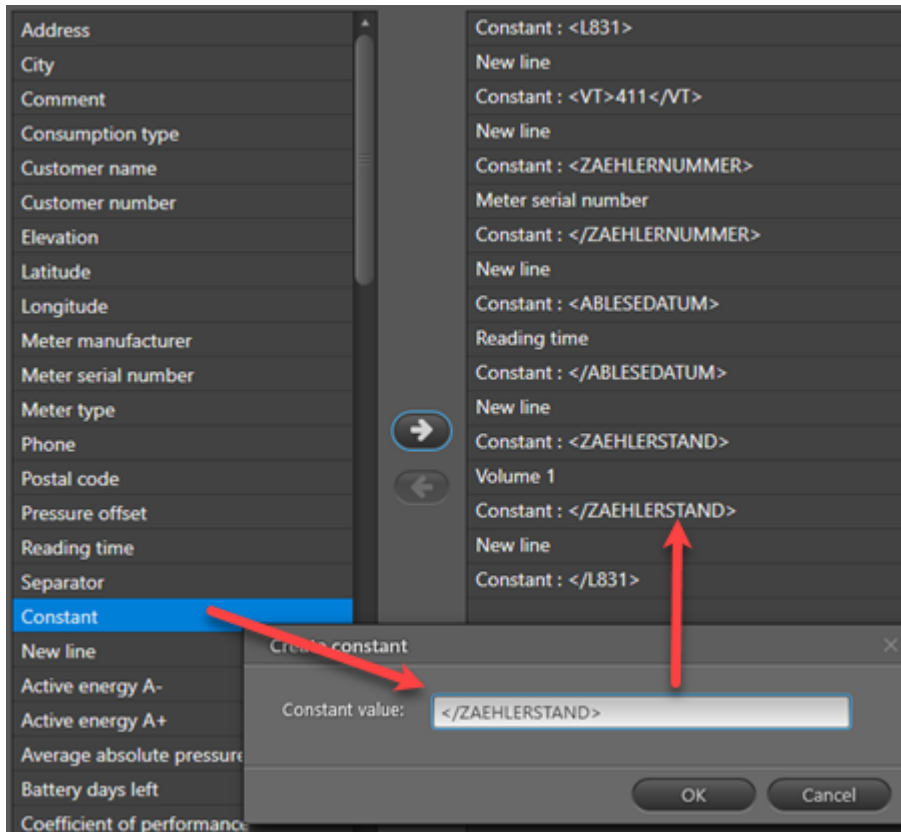 Address
City
Comment
Consumption type
Customer name
Customer number
Elevation
Latitude
Longitude
Meter manufacturer
Meter serial number
Meter type
Phone
Postal code
Pressure offset
Reading time
Separator
Constant
New line
Active energy A-
Active energy A+
Average absolute pressure
Battery days left
Coefficient of performance
Constant : <L831>
New line
Constant : <VT>411</VT>
New line
Constant : <ZAEHLERNUMMER>
Meter serial number
Constant : </ZAEHLERNUMMER>
New line
Constant : <ABLESEDATUM>
Reading time
Constant : </ABLESEDATUM>
New line
Constant : <ZAEHLERSTAND>
Volume 1
Constant : </ZAEHLERSTAND>
New line
Constant : </L831>
Create constant
Constant value:
</ZAEHLERSTAND>
OK
Cancel